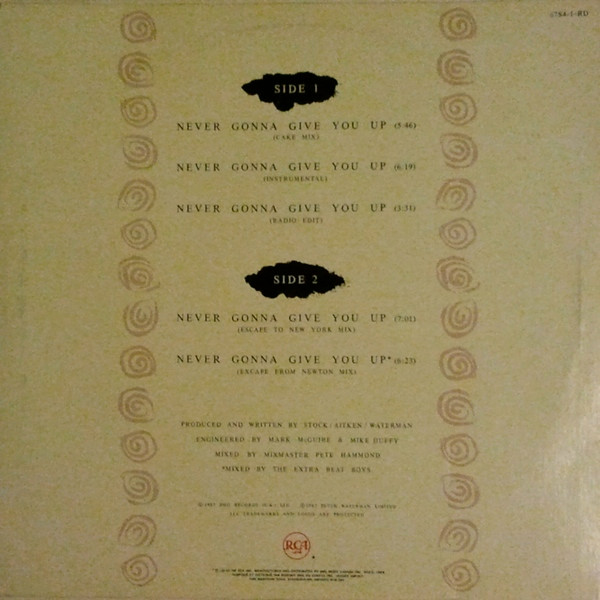 6784-1-RD
SIDE 1
NEVER GONNA GIVE YOU UP (5:46)
(CAKE MIX)
NEVER GONNA GIVE YOU UP (6:19)
(INSTRUMENTAL)
NEVER GONNA GIVE YOU UP (3:31)
(RADIO EDIT)
SIDE 2
NEVER GONNA GIVE YOU UP (7:01)
(ESCAPE TO NEW YORK MIX)
NEVER GONNA GIVE YOU UP* (6:23)
(ESCAPE FROM NEWTON MIX)
PRODUCED AND WRITTEN BY STOCK/AITKEN/WATERMAN
ENGINEERED BY MARK McGUIRE & MIKE DUFFY
MIXED BY MIXMASTER PETE HAMMOND
*MIXED BY THE EXTRA BEAT BOYS
RCA